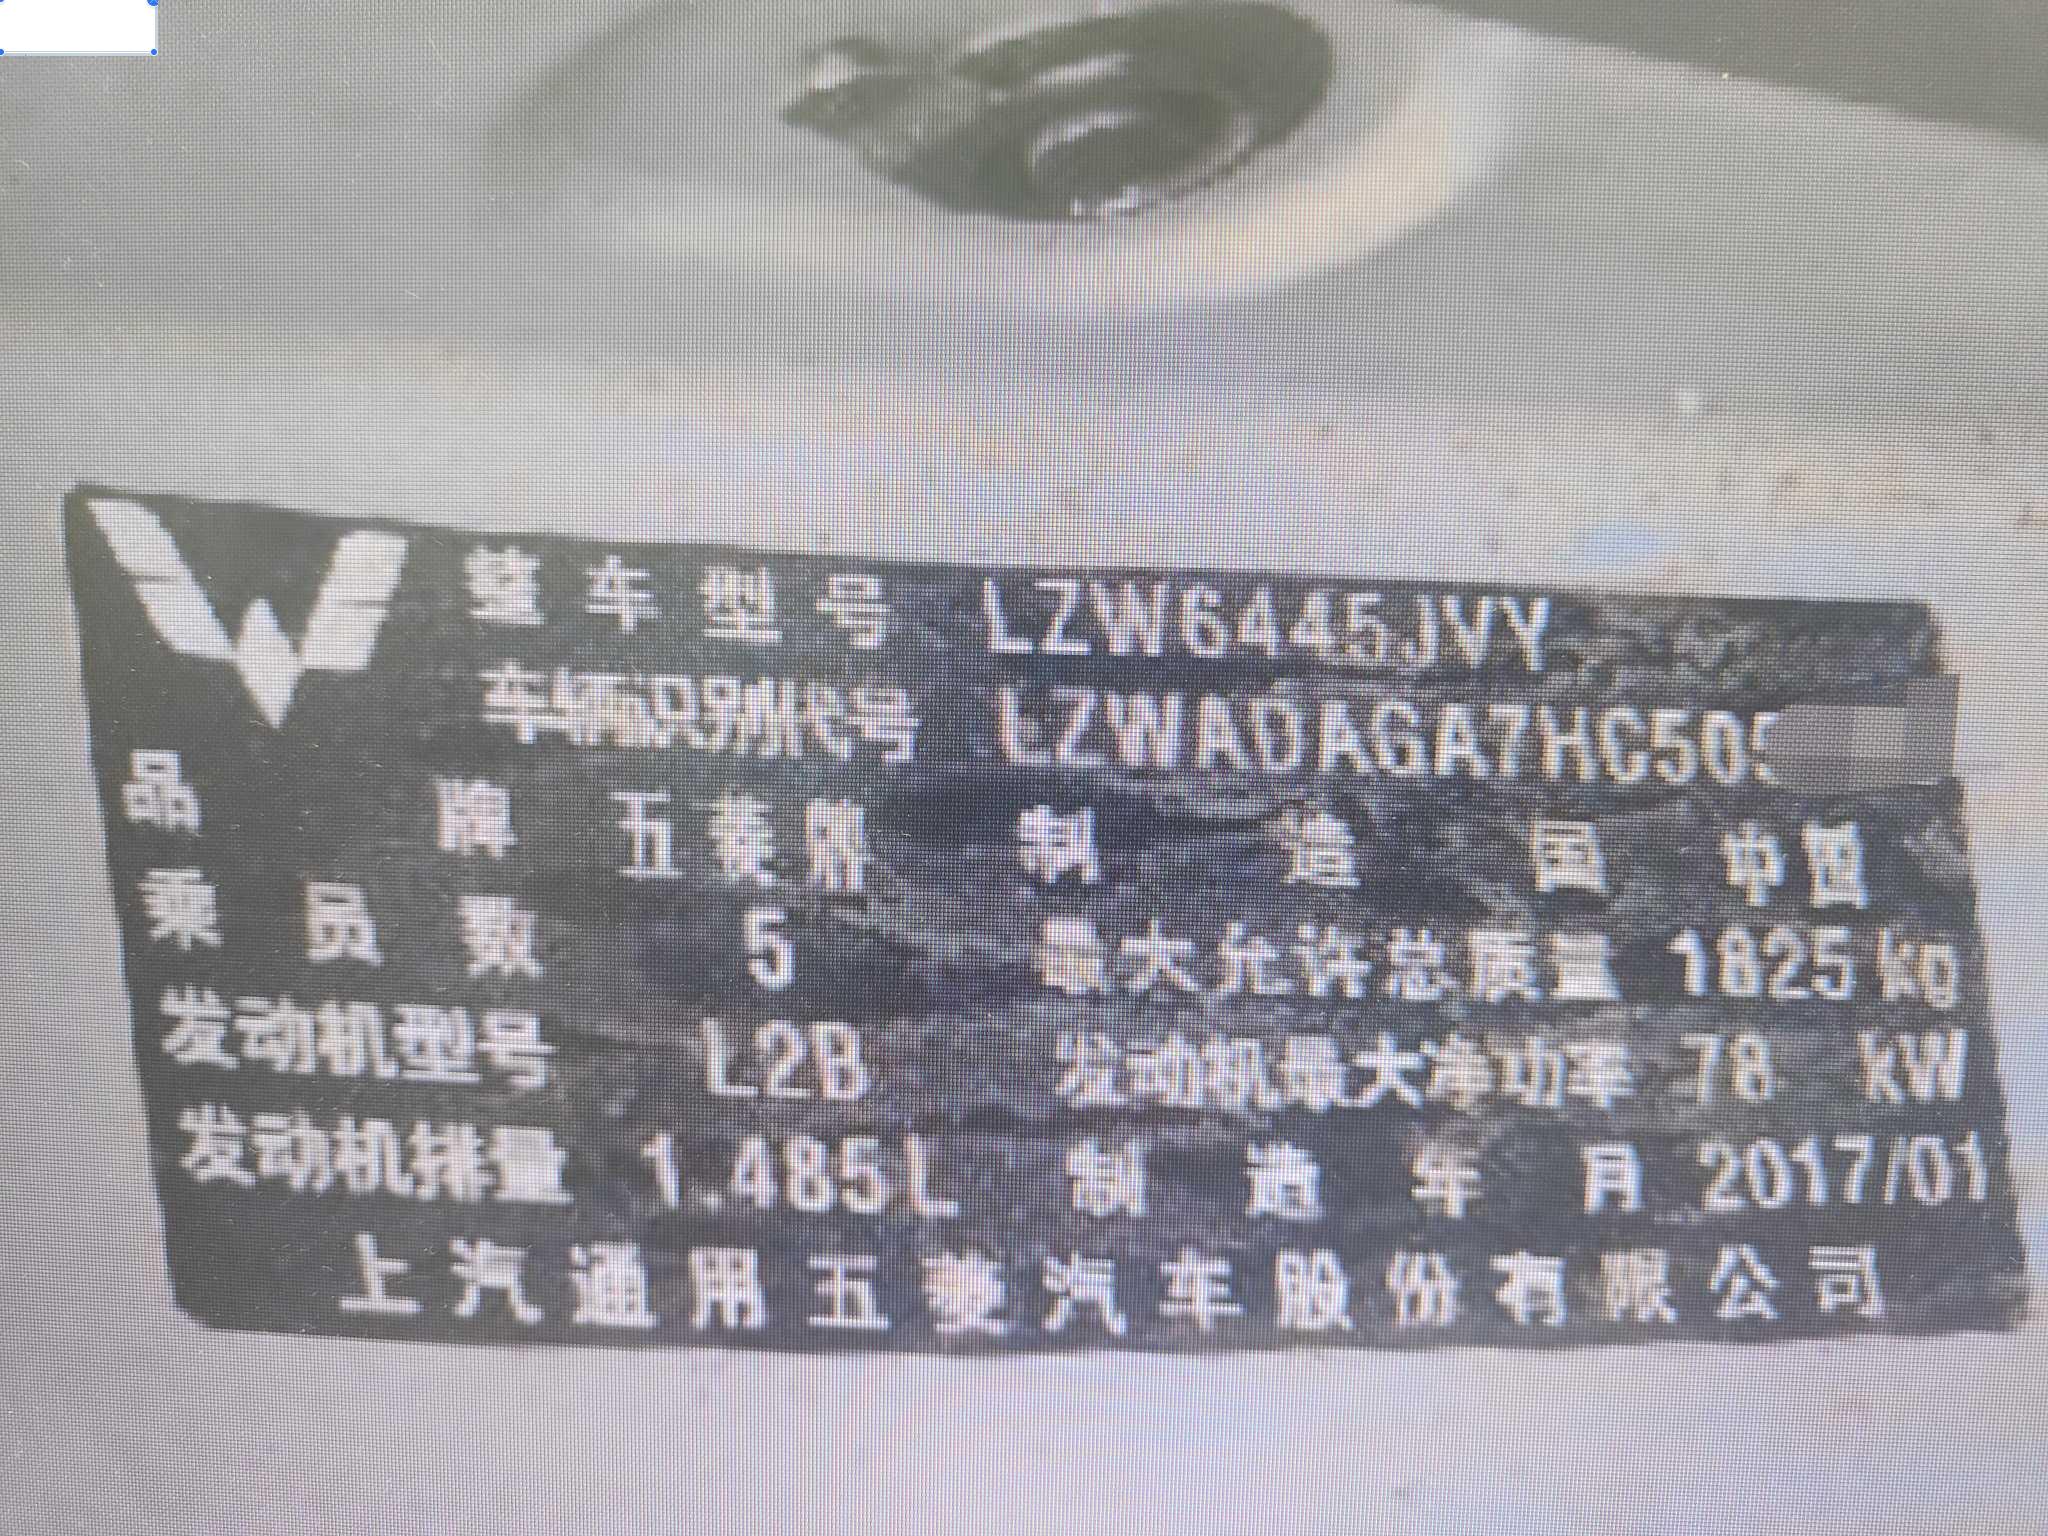 整车型号 LZW6445JVY
车辆识别代号 LZWADAGA7HC505
品牌 五菱牌 制造国 中国
乘员数 5 最大允许总质量 1825kg
发动机型号 L2B 发动机最大净功率 78 kW
发动机排量 1.485L 制造年月 2017/01
上汽通用五菱汽车股份有限公司